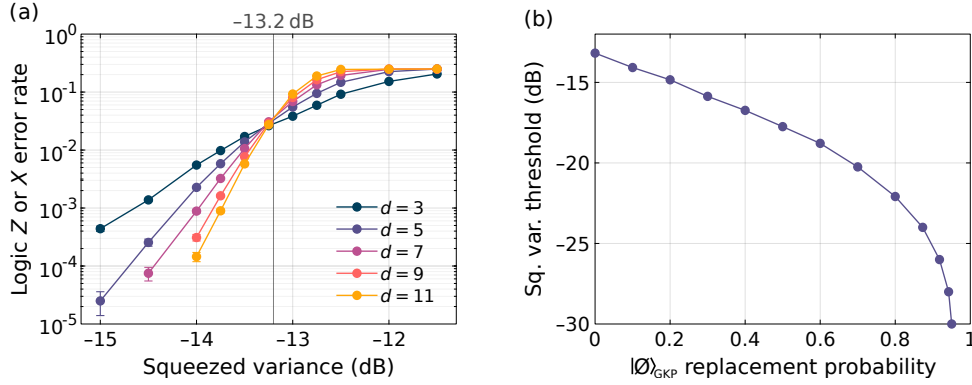 (a)
–13.2 dB
10⁰
10⁻¹
10⁻²
10⁻³
10⁻⁴
10⁻⁵
Logic Z or X error rate
d = 3
d = 5
d = 7
d = 9
d = 11
–15
–14
–13
–12
Squeezed variance (dB)
(b)
–15
–20
–25
–30
Sq. var. threshold (dB)
0
0.2
0.4
0.6
0.8
1
|Ø⟩GKP replacement probability